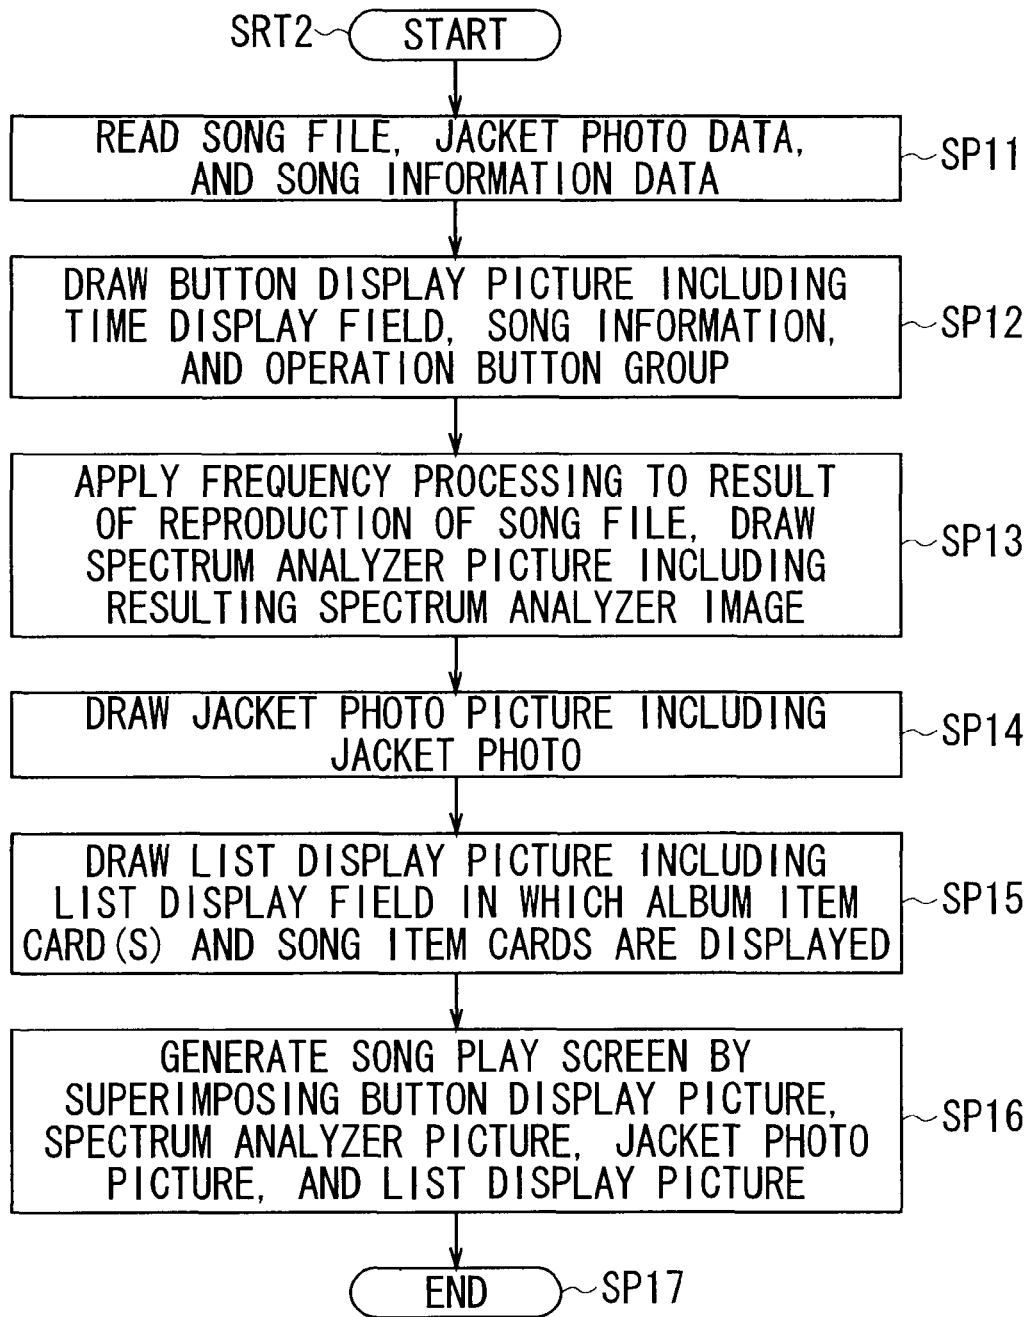 SRT2 START
READ SONG FILE, JACKET PHOTO DATA,
AND SONG INFORMATION DATA
SP11
DRAW BUTTON DISPLAY PICTURE INCLUDING
TIME DISPLAY FIELD, SONG INFORMATION,
AND OPERATION BUTTON GROUP
SP12
APPLY FREQUENCY PROCESSING TO RESULT
OF REPRODUCTION OF SONG FILE, DRAW
SPECTRUM ANALYZER PICTURE INCLUDING
RESULTING SPECTRUM ANALYZER IMAGE
SP13
DRAW JACKET PHOTO PICTURE INCLUDING
JACKET PHOTO
SP14
DRAW LIST DISPLAY PICTURE INCLUDING
LIST DISPLAY FIELD IN WHICH ALBUM ITEM
CARD(S) AND SONG ITEM CARDS ARE DISPLAYED
SP15
GENERATE SONG PLAY SCREEN BY
SUPERIMPOSING BUTTON DISPLAY PICTURE,
SPECTRUM ANALYZER PICTURE, JACKET PHOTO
PICTURE, AND LIST DISPLAY PICTURE
SP16
END SP17